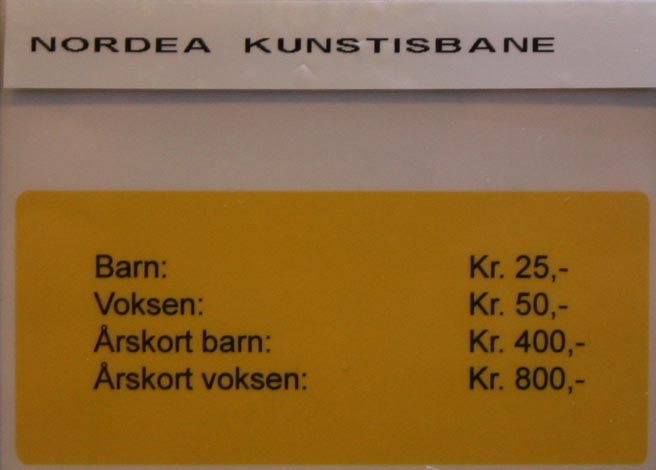 NORDEA KUNSTISBANE
Barn: Kr. 25,-
Voksen: Kr. 50,-
Årskort barn: Kr. 400,-
Årskort voksen: Kr. 800,-